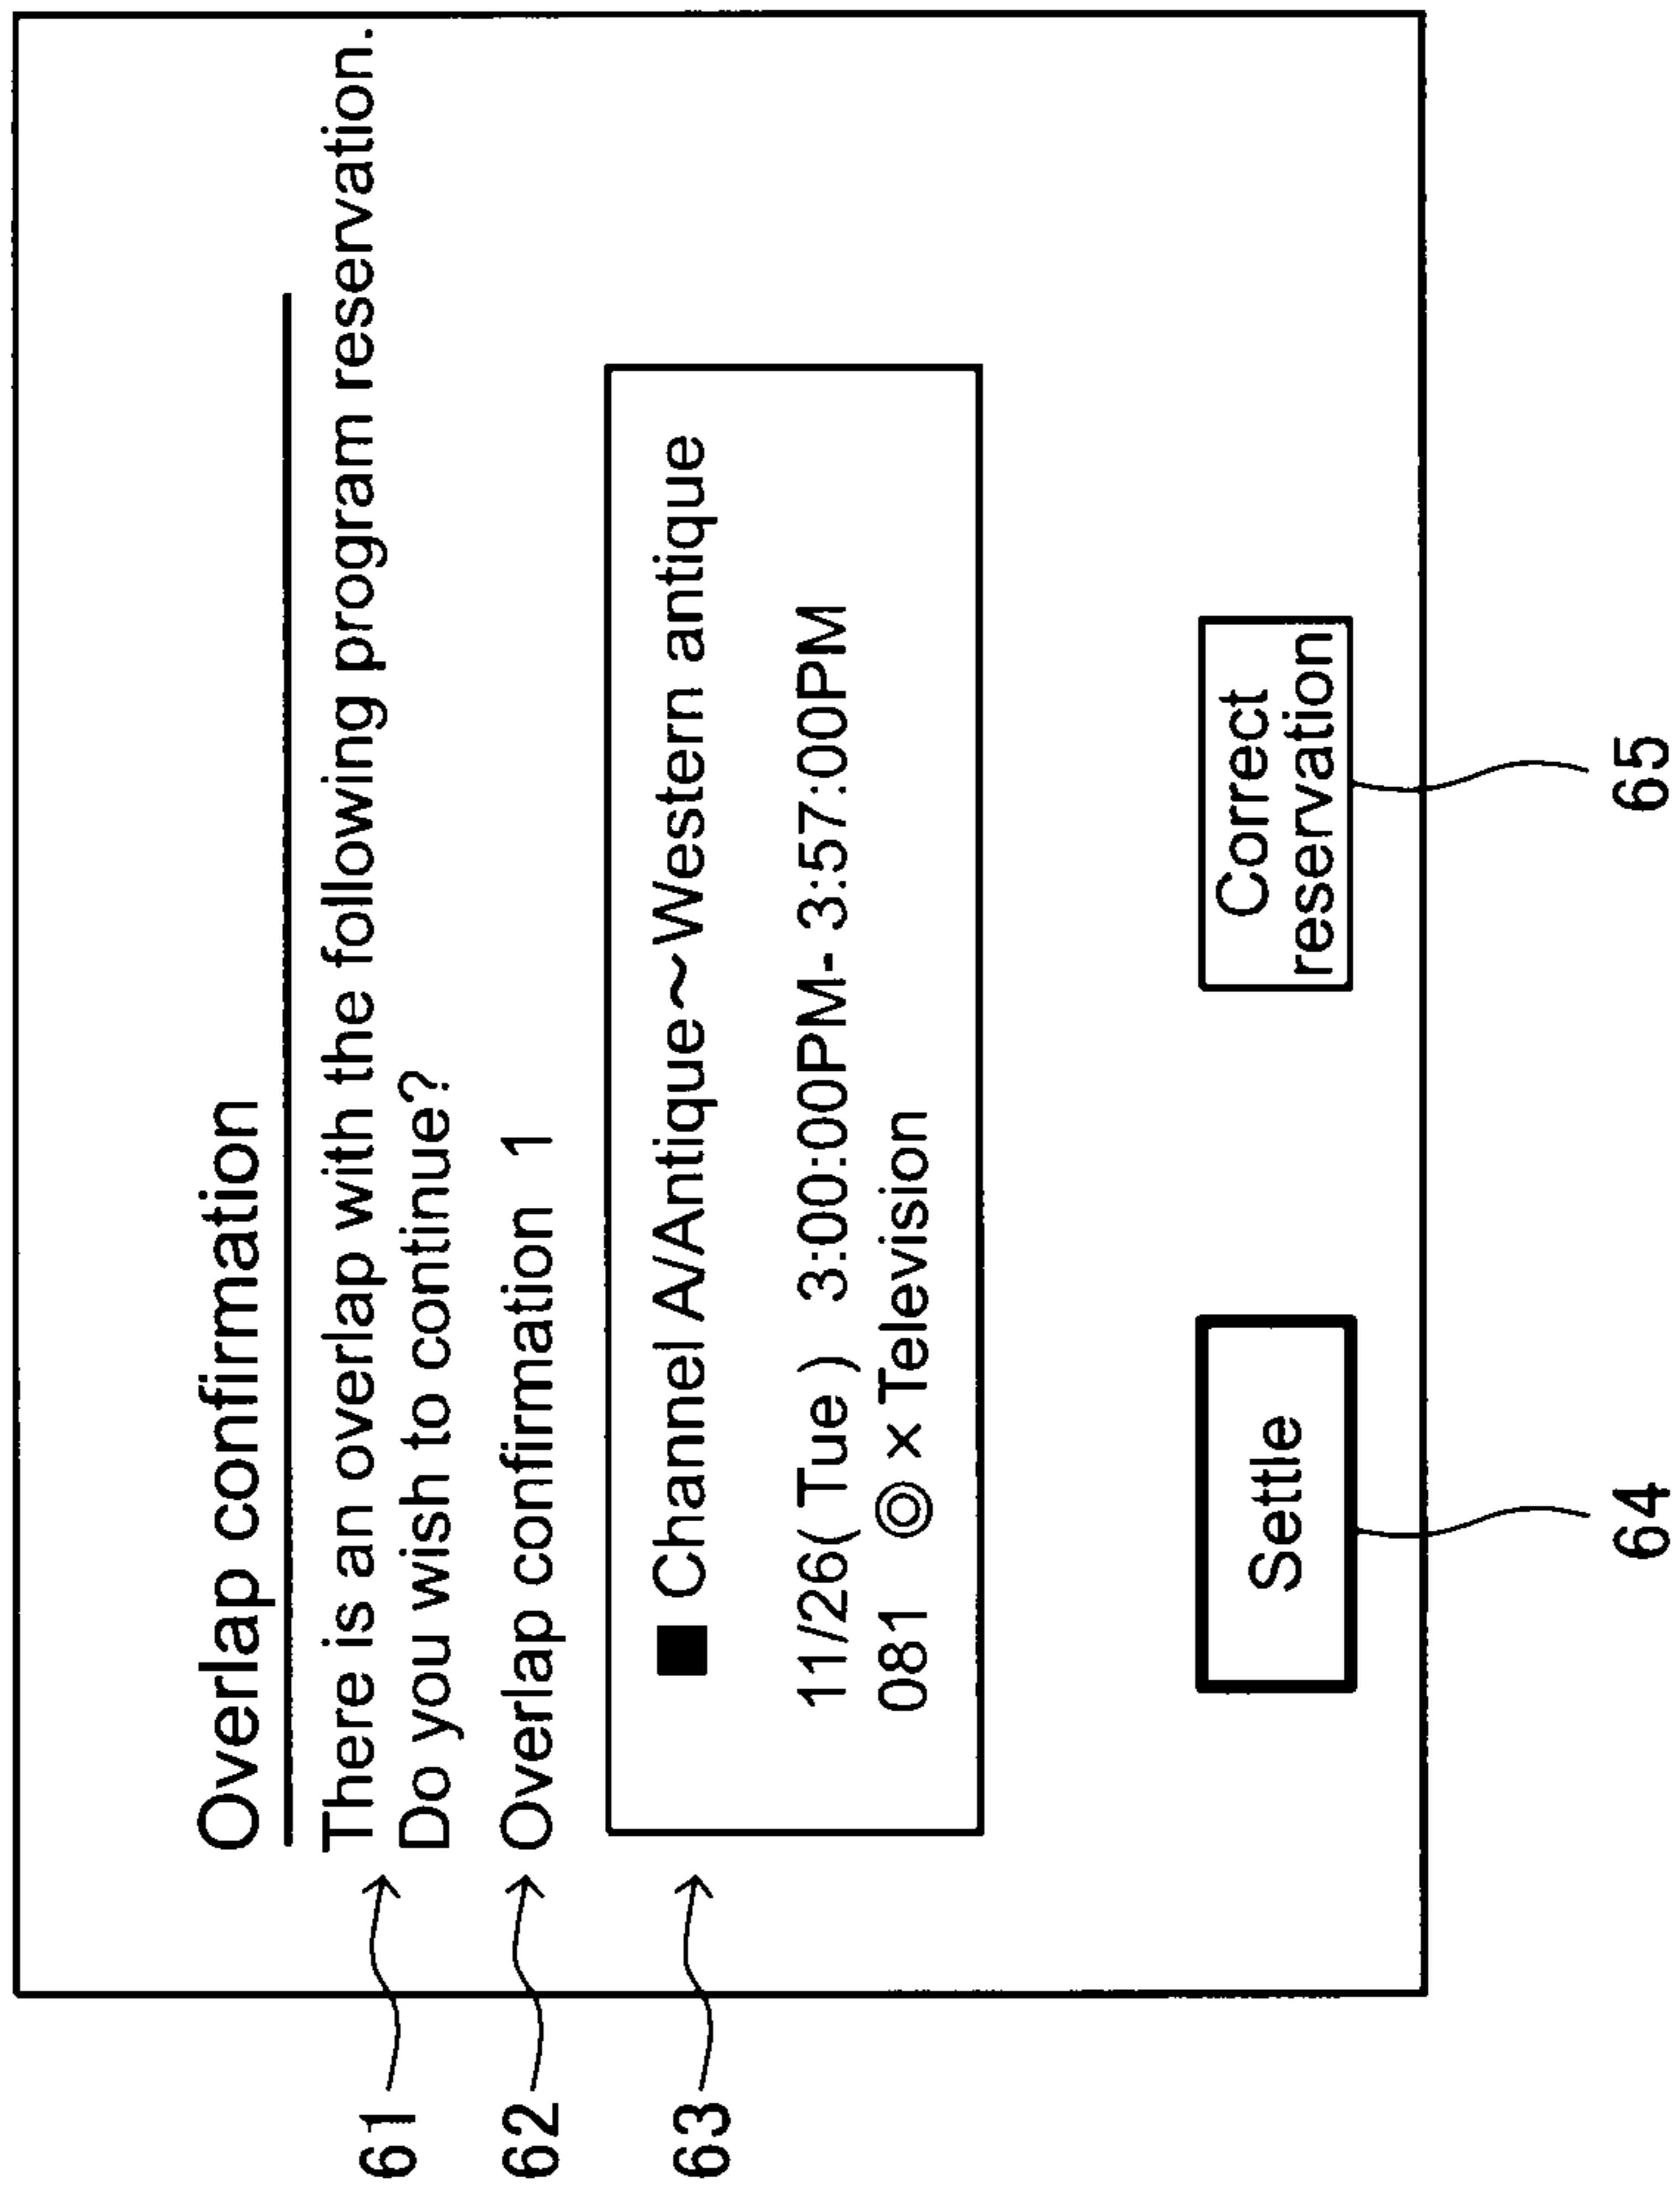 Overlap confirmation
61
There is an overlap with the following program reservation.
Do you wish to continue?
62
Overlap confirmation 1
63
■ Channel A/Antique~Western antique
11/26(Tue) 3:00:00PM- 3:57:00PM
081 ◎×Television
Settle
Correct
reservation
64
65